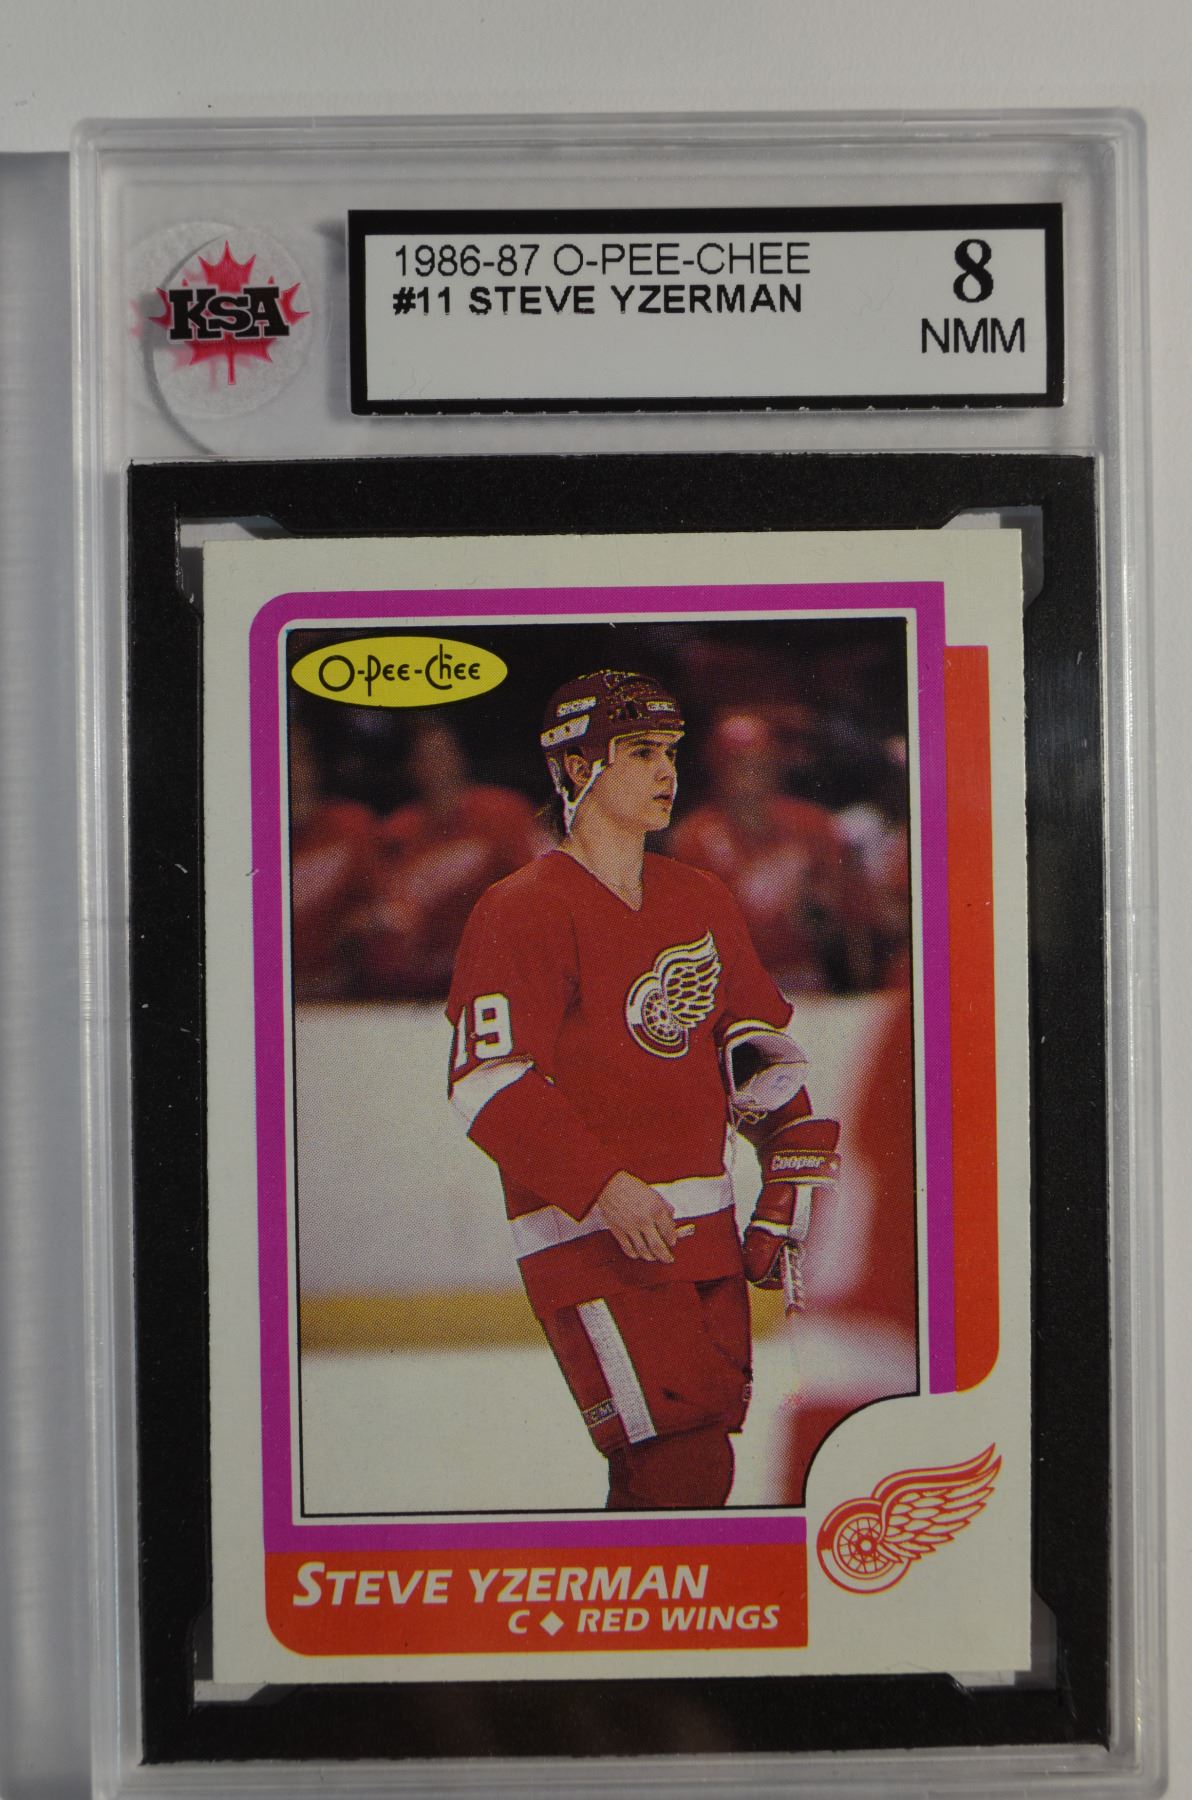 KSA
1986-87 O-PEE-CHEE
#11 STEVE YZERMAN
8
NMM
O-Pee-Chee
19
Cooper
STEVE YZERMAN
C ◆ RED WINGS